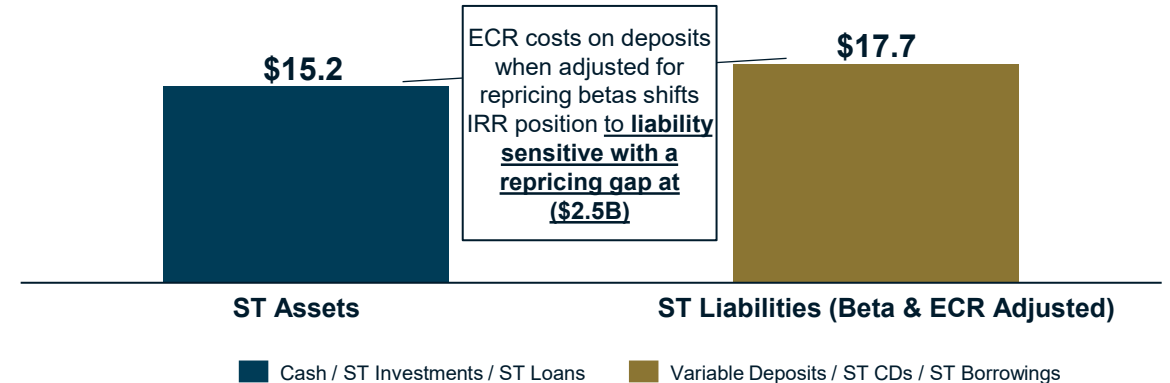 $15.2
ECR costs on deposits
when adjusted for
repricing betas shifts
IRR position to liability
sensitive with a
repricing gap at
($2.5B)
$17.7
ST Assets
ST Liabilities (Beta & ECR Adjusted)
Cash / ST Investments / ST Loans
Variable Deposits / ST CDs / ST Borrowings